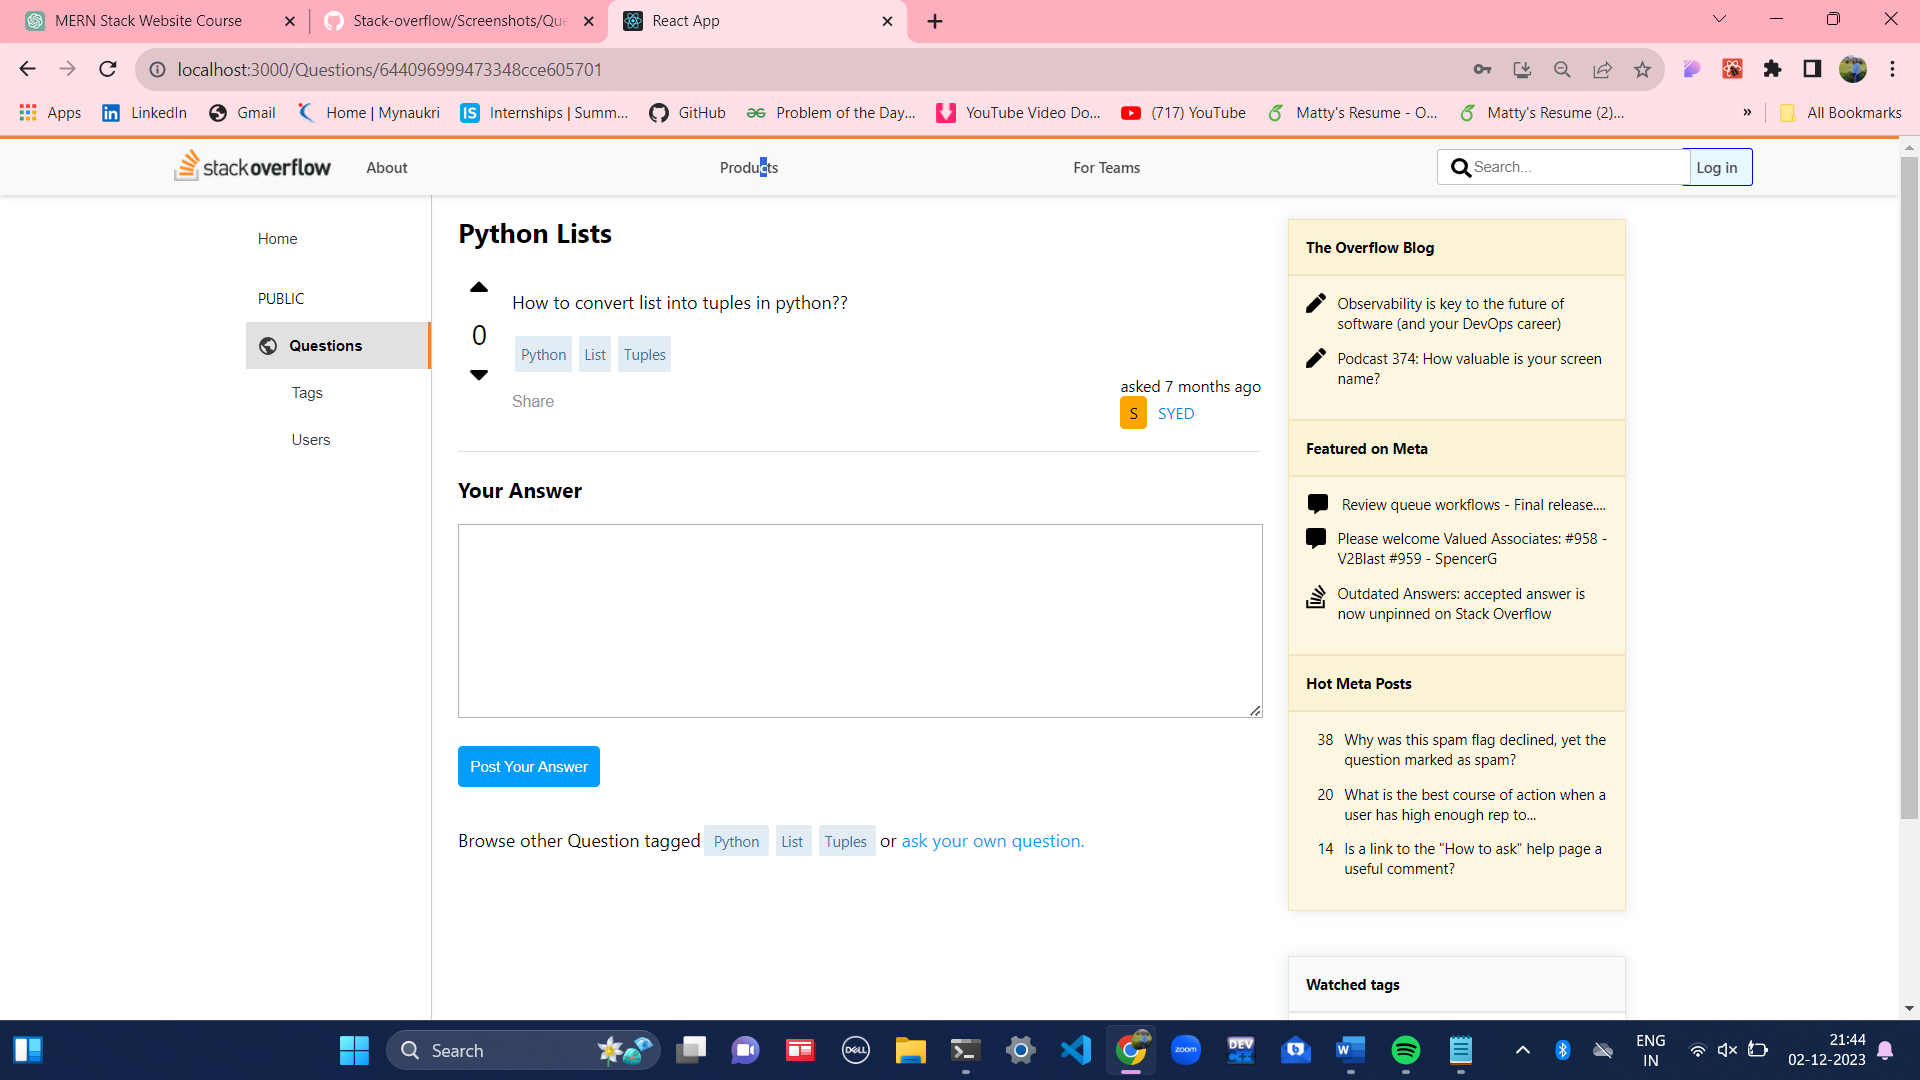 MERN Stack Website Course
Stack-overflow/Screenshots/Que
React App
localhost:3000/Questions/644096999473348cce605701
Apps
LinkedIn
Gmail
Home | Mynaukri
Internships | Summ...
GitHub
Problem of the Day...
YouTube Video Do...
(717) YouTube
Matty's Resume - O...
Matty's Resume (2)...
»
All Bookmarks
stackoverflow
About
Products
For Teams
Search...
Log in
Home
PUBLIC
Questions
Tags
Users
Python Lists
How to convert list into tuples in python??
0
Python List Tuples
Share
asked 7 months ago
S SYED
Your Answer
Post Your Answer
Browse other Question tagged Python List Tuples or ask your own question.
The Overflow Blog
Observability is key to the future of
software (and your DevOps career)
Podcast 374: How valuable is your screen
name?
Featured on Meta
Review queue workflows - Final release....
Please welcome Valued Associates: #958 -
V2Blast #959 - SpencerG
Outdated Answers: accepted answer is
now unpinned on Stack Overflow
Hot Meta Posts
38 Why was this spam flag declined, yet the
question marked as spam?
20 What is the best course of action when a
user has high enough rep to...
14 Is a link to the "How to ask" help page a
useful comment?
Watched tags
Search
DELL
zoom
DEV
ENG
IN
21:44
02-12-2023